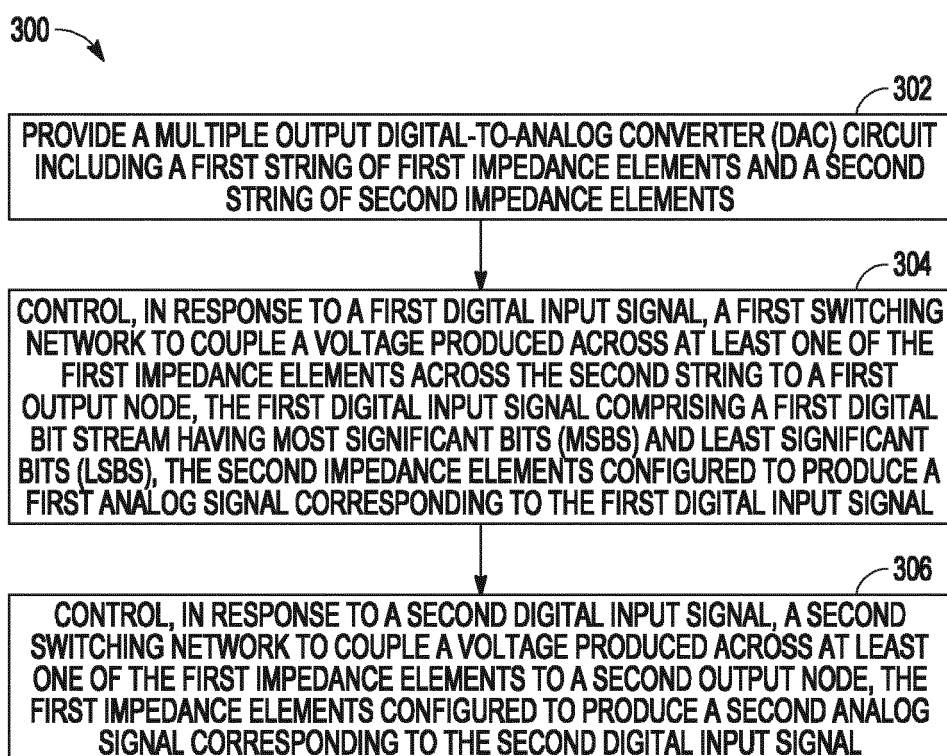 300
302
PROVIDE A MULTIPLE OUTPUT DIGITAL-TO-ANALOG CONVERTER (DAC) CIRCUIT
INCLUDING A FIRST STRING OF FIRST IMPEDANCE ELEMENTS AND A SECOND
STRING OF SECOND IMPEDANCE ELEMENTS
304
CONTROL, IN RESPONSE TO A FIRST DIGITAL INPUT SIGNAL, A FIRST SWITCHING
NETWORK TO COUPLE A VOLTAGE PRODUCED ACROSS AT LEAST ONE OF THE
FIRST IMPEDANCE ELEMENTS ACROSS THE SECOND STRING TO A FIRST
OUTPUT NODE, THE FIRST DIGITAL INPUT SIGNAL COMPRISING A FIRST DIGITAL
BIT STREAM HAVING MOST SIGNIFICANT BITS (MSBS) AND LEAST SIGNIFICANT
BITS (LSBS), THE SECOND IMPEDANCE ELEMENTS CONFIGURED TO PRODUCE A
FIRST ANALOG SIGNAL CORRESPONDING TO THE FIRST DIGITAL INPUT SIGNAL
306
CONTROL, IN RESPONSE TO A SECOND DIGITAL INPUT SIGNAL, A SECOND
SWITCHING NETWORK TO COUPLE A VOLTAGE PRODUCED ACROSS AT LEAST
ONE OF THE FIRST IMPEDANCE ELEMENTS TO A SECOND OUTPUT NODE, THE
FIRST IMPEDANCE ELEMENTS CONFIGURED TO PRODUCE A SECOND ANALOG
SIGNAL CORRESPONDING TO THE SECOND DIGITAL INPUT SIGNAL